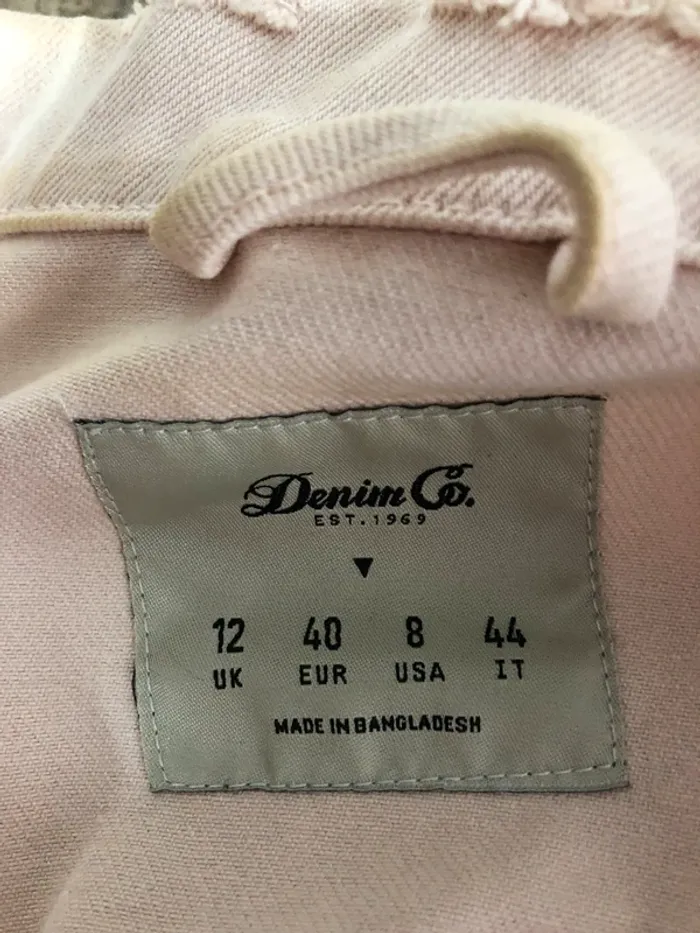 Denim Co.
EST. 1969
12 40 8 44
UK EUR USA IT
MADE IN BANGLADESH